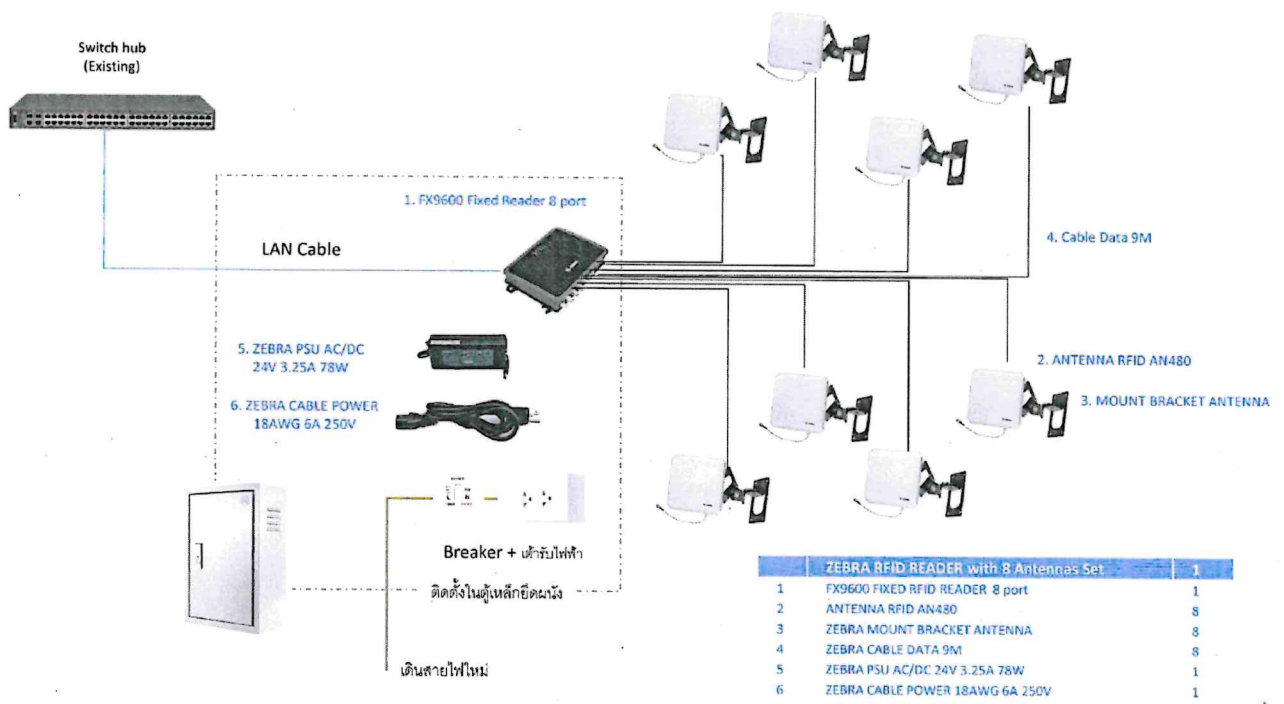 Switch hub
(Existing)
1. FX9600 Fixed Reader 8 port
LAN Cable
4. Cable Data 9M
5. ZEBRA PSU AC/DC
24V 3.25A 78W
2. ANTENNA RFID AN480
3. MOUNT BRACKET ANTENNA
6. ZEBRA CABLE POWER
18AWG 6A 250V
Breaker + เต้ารับไฟฟ้า
ติดตั้งในตู้เหล็กยึดผนัง
เดินสายไฟใหม่
ZEBRA RFID READER with 8 Antennas Set 1
1 FX9600 FIXED RFID READER 8 port 1
2 ANTENNA RFID AN480 8
3 ZEBRA MOUNT BRACKET ANTENNA 8
4 ZEBRA CABLE DATA 9M 8
5 ZEBRA PSU AC/DC 24V 3.25A 78W 1
6 ZEBRA CABLE POWER 18AWG 6A 250V 1